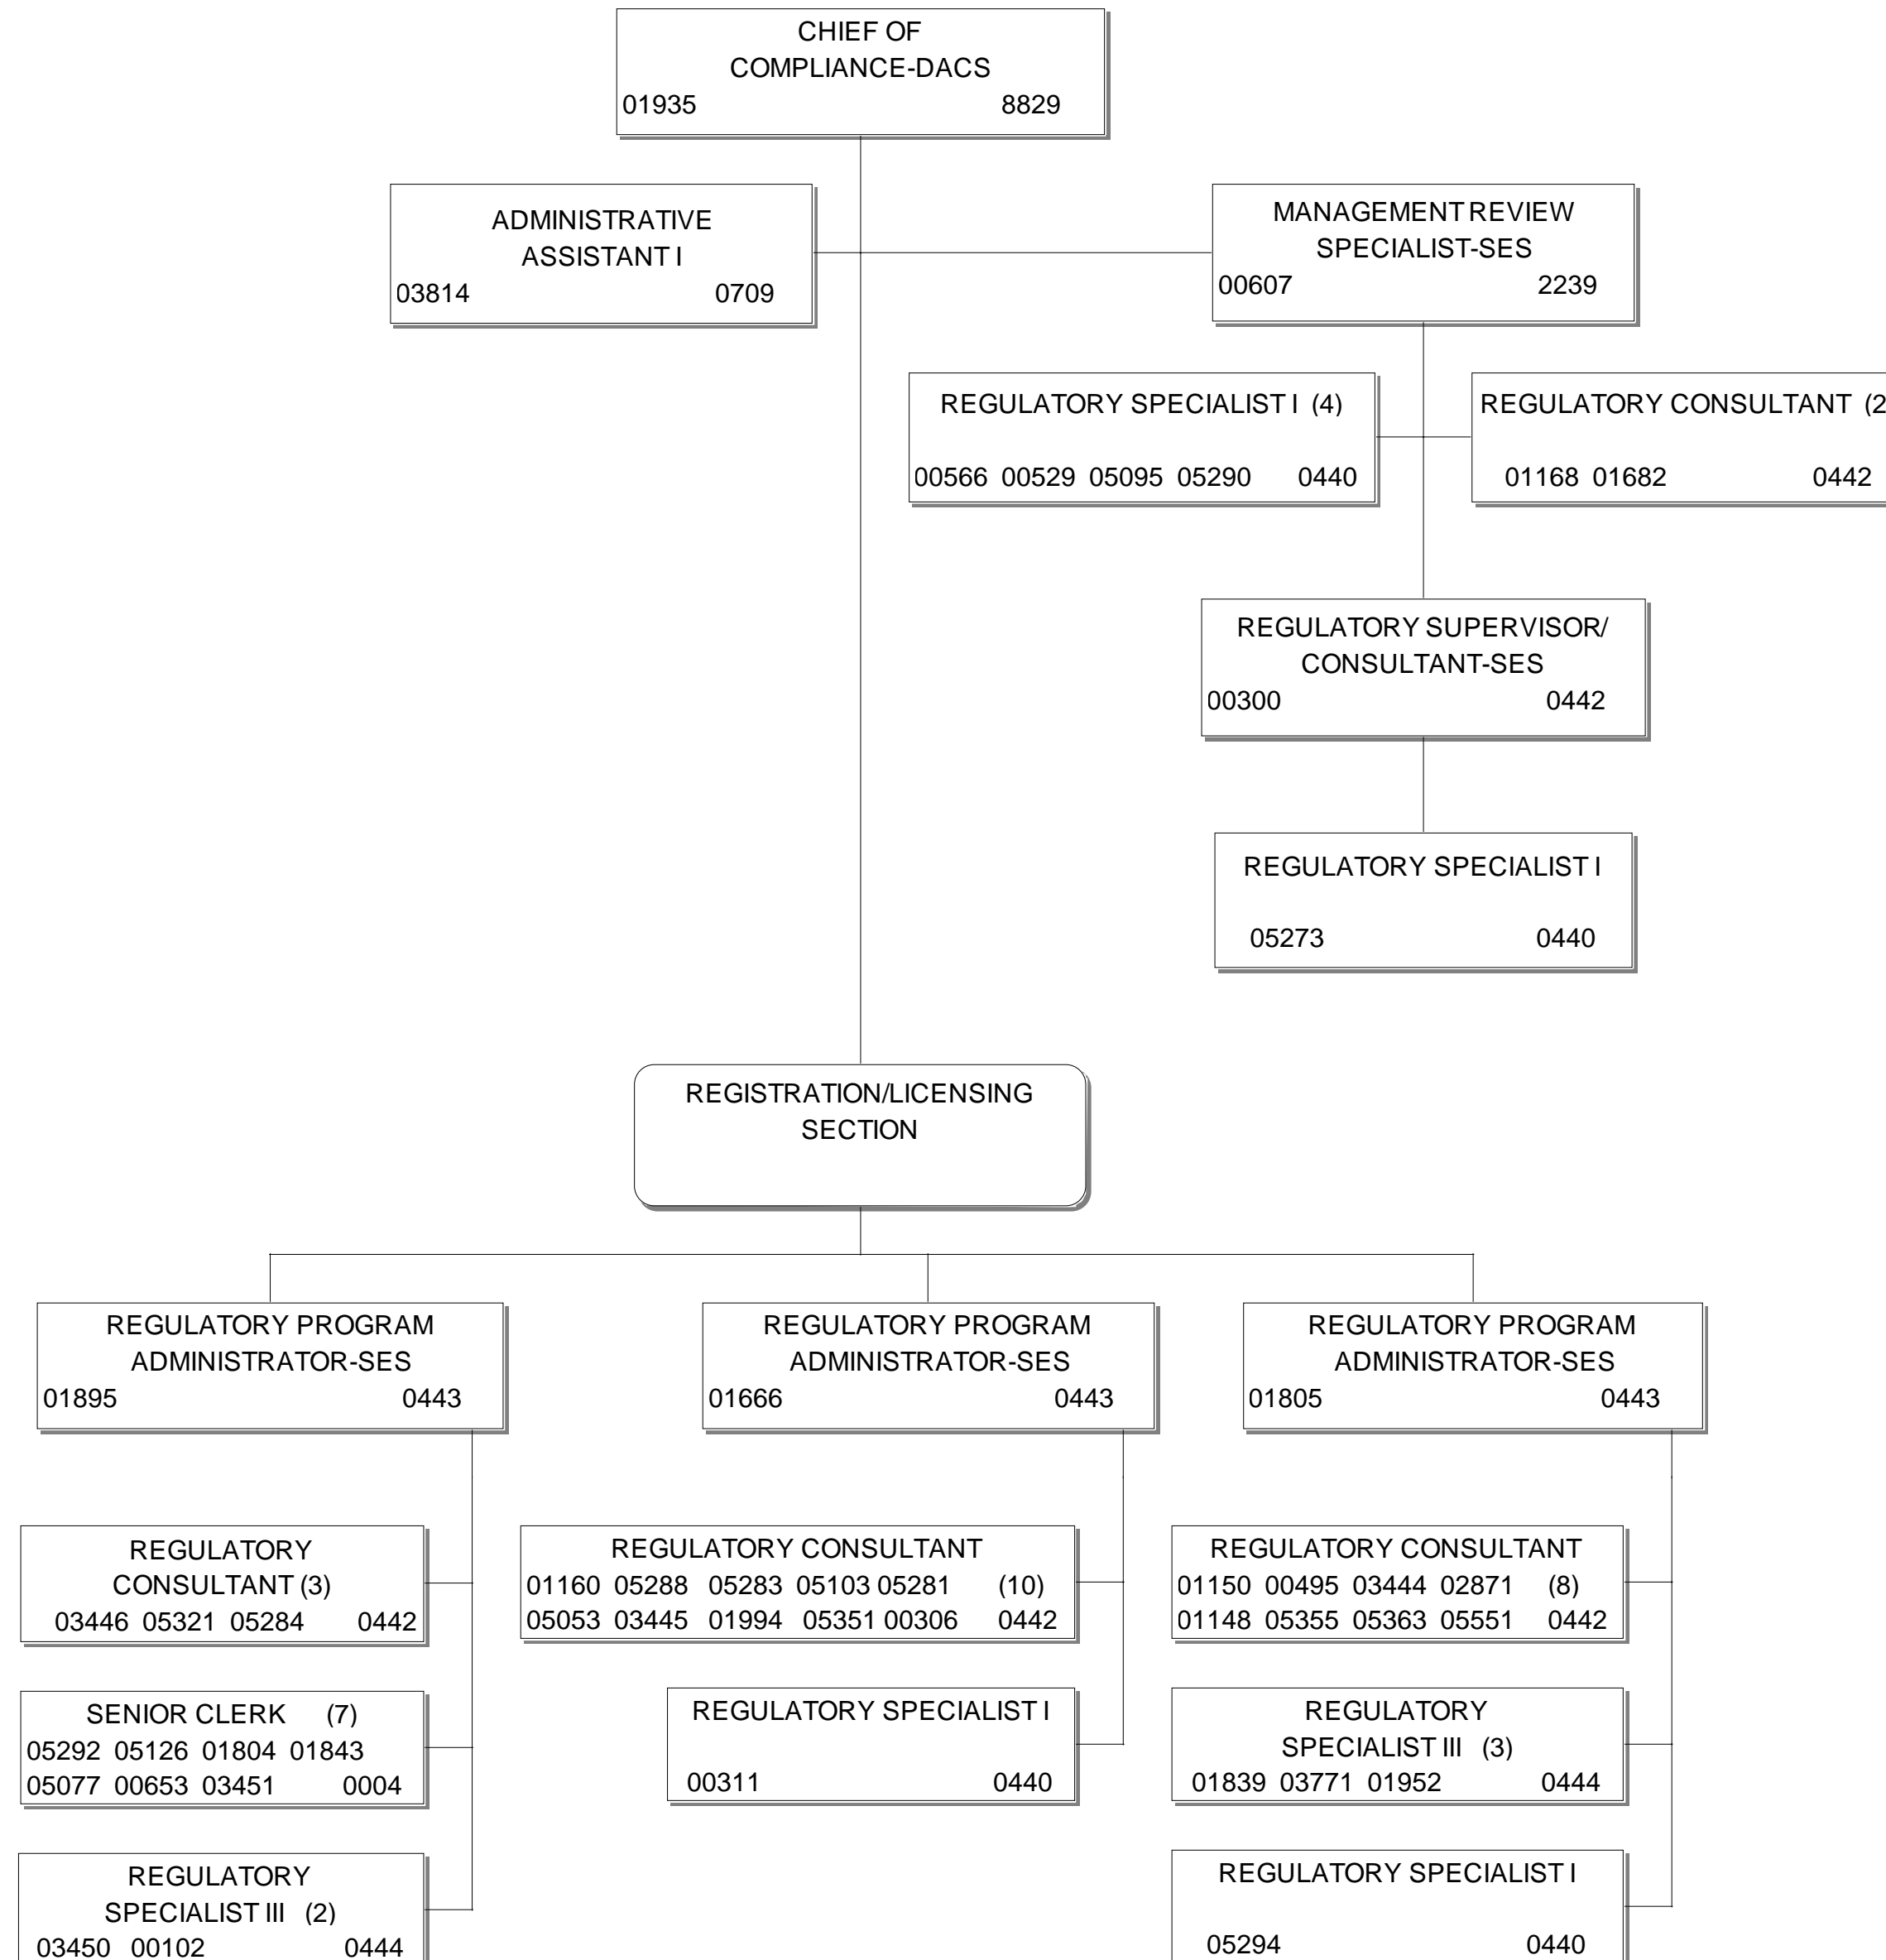 CHIEF OF
COMPLIANCE-DACS
01935 8829
ADMINISTRATIVE
ASSISTANT I
03814 0709
MANAGEMENT REVIEW
SPECIALIST-SES
00607 2239
REGULATORY SPECIALIST I (4)
00566 00529 05095 05290 0440
REGULATORY CONSULTANT (2
01168 01682 0442
REGULATORY SUPERVISOR/
CONSULTANT-SES
00300 0442
REGULATORY SPECIALIST I
05273 0440
REGISTRATION/LICENSING
SECTION
REGULATORY PROGRAM
ADMINISTRATOR-SES
01895 0443
REGULATORY PROGRAM
ADMINISTRATOR-SES
01666 0443
REGULATORY PROGRAM
ADMINISTRATOR-SES
01805 0443
REGULATORY
CONSULTANT (3)
03446 05321 05284 0442
SENIOR CLERK (7)
05292 05126 01804 01843
05077 00653 03451 0004
REGULATORY
SPECIALIST III (2)
03450 00102 0444
REGULATORY CONSULTANT
01160 05288 05283 05103 05281 (10)
05053 03445 01994 05351 00306 0442
REGULATORY SPECIALIST I
00311 0440
REGULATORY CONSULTANT
01150 00495 03444 02871 (8)
01148 05355 05363 05551 0442
REGULATORY
SPECIALIST III (3)
01839 03771 01952 0444
REGULATORY SPECIALIST I
05294 0440